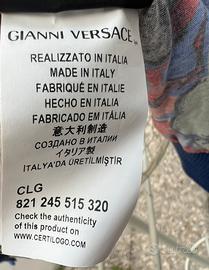 GIANNI VERSACE
REALIZZATO IN ITALIA
MADE IN ITALY
FABRIQUÉ EN ITALIE
HECHO EN ITALIA
FABRICADO EM ITÁLIA
意大利制造
СОЗДАНО В ИТАЛИИ
イタリア製
ITALYA'DA ÜRETİLMİŞTİR
CLG
821 245 515 320
Check the authenticity
of this product on
WWW.CERTILOGO.COM